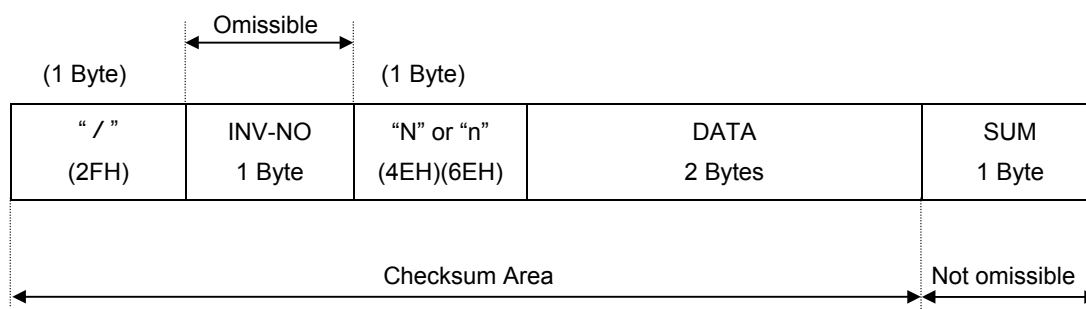 Omissible
(1 Byte) (1 Byte)
“ / ” INV-NO “N” or “n” DATA SUM
(2FH) 1 Byte (4EH)(6EH) 2 Bytes 1 Byte
Checksum Area Not omissible